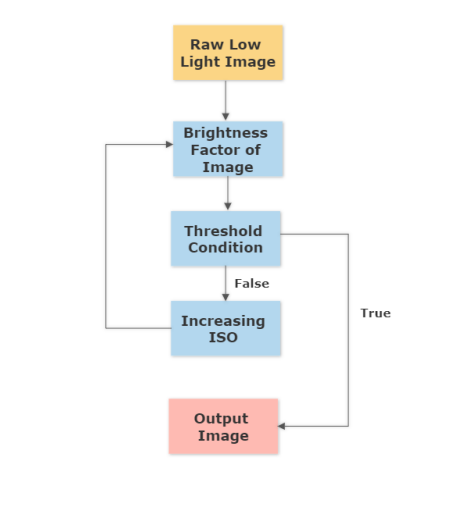 Raw Low
Light Image
Brightness
Factor of
Image
Threshold
Condition
False
True
Increasing
ISO
Output
Image